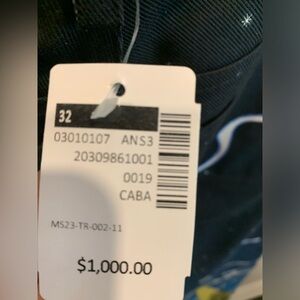 32
03010107 ANS3
20309861001
0019
CABA
MS23-TR-002-11
$1,000.00